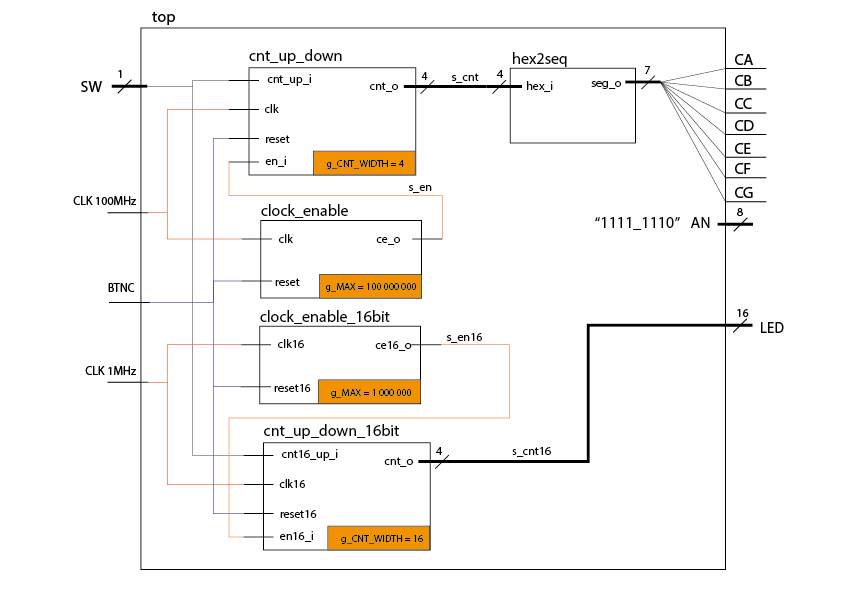 top
cnt_up_down
SW
1
cnt_up_i
clk
reset
en_i
cnt_o
g_CNT_WIDTH = 4
4
s_cnt
4
hex2seq
hex_i
seg_o
7
CA
CB
CC
CD
CE
CF
CG
"1111_1110" AN
8
s_en
CLK 100MHz
clock_enable
clk
ce_o
reset
g_MAX = 100 000 000
BTNC
clock_enable_16bit
clk16
ce16_o
s_en16
reset16
g_MAX = 1 000 000
16
LED
CLK 1MHz
cnt_up_down_16bit
cnt16_up_i
clk16
reset16
en16_i
cnt_o
4
s_cnt16
g_CNT_WIDTH = 16